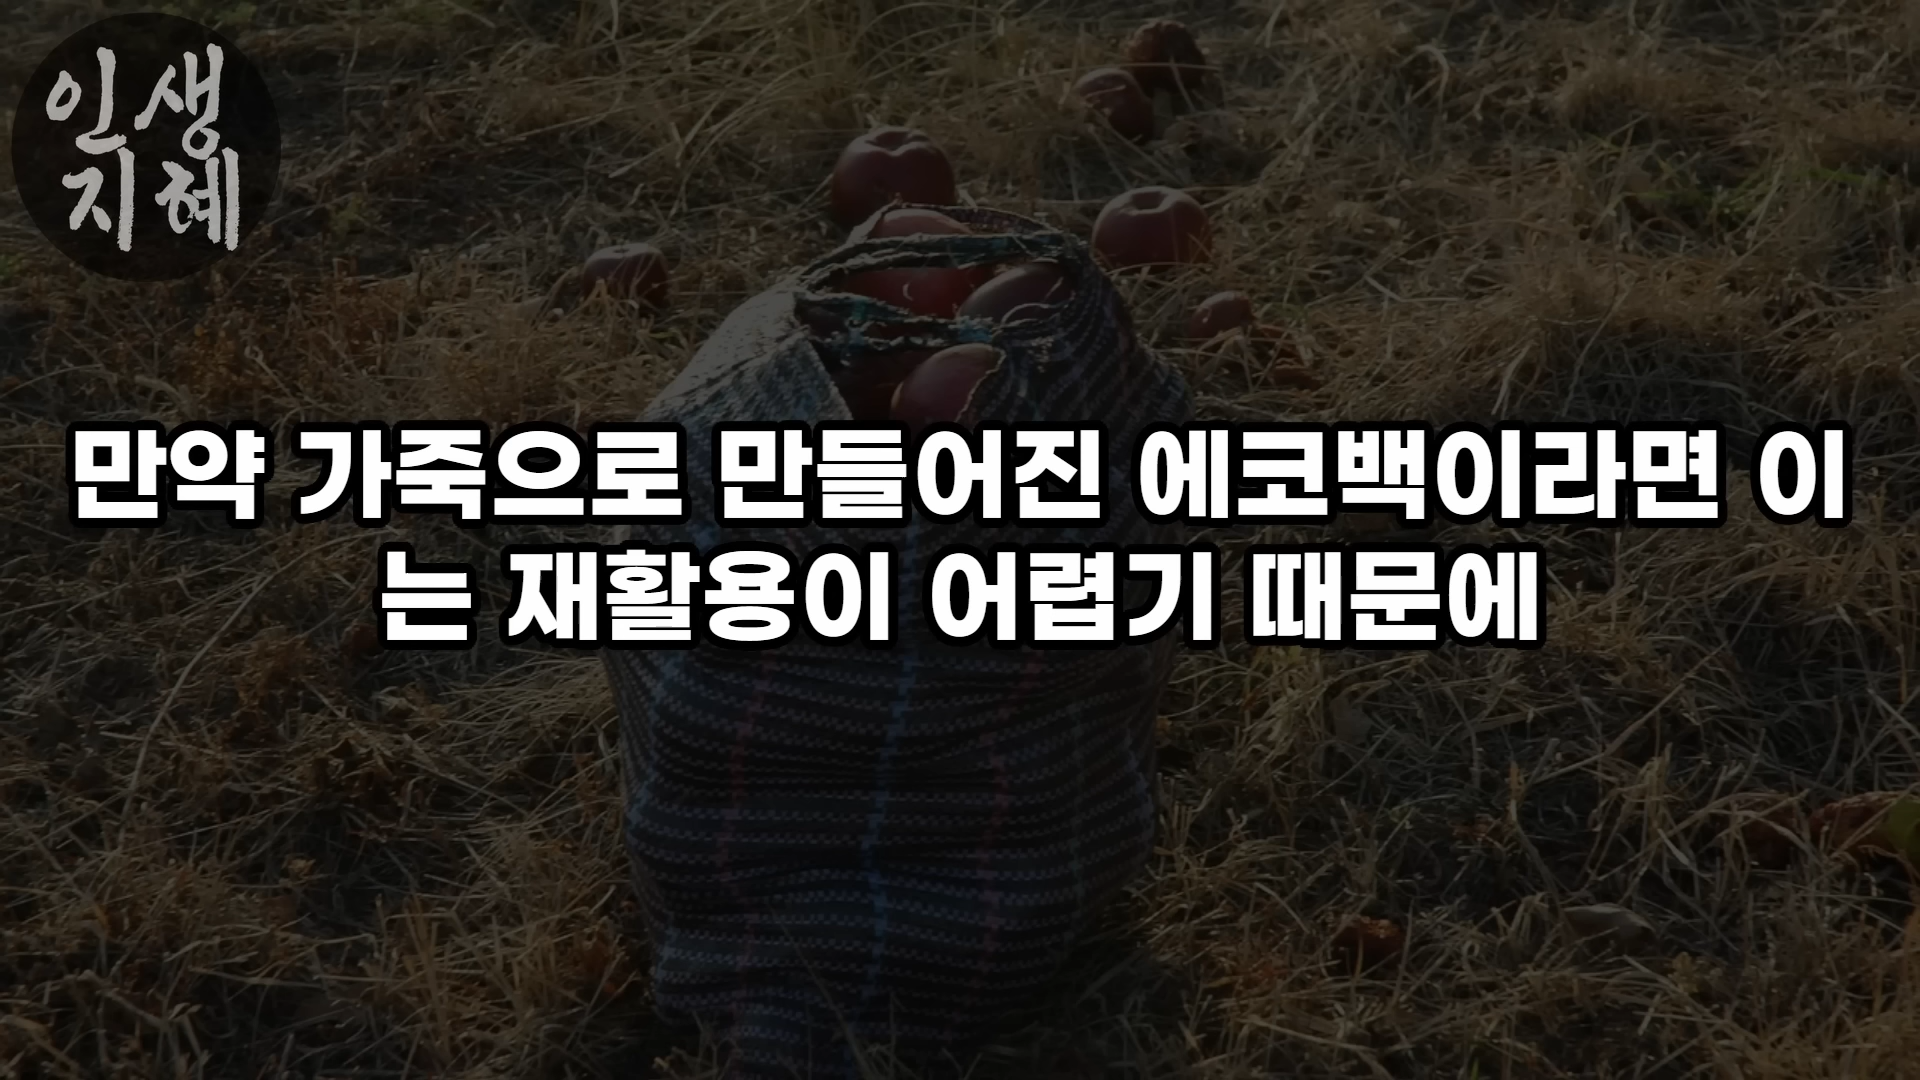 인생
지혜
만약 가죽으로 만들어진 에코백이라면 이
는 재활용이 어렵기 때문에